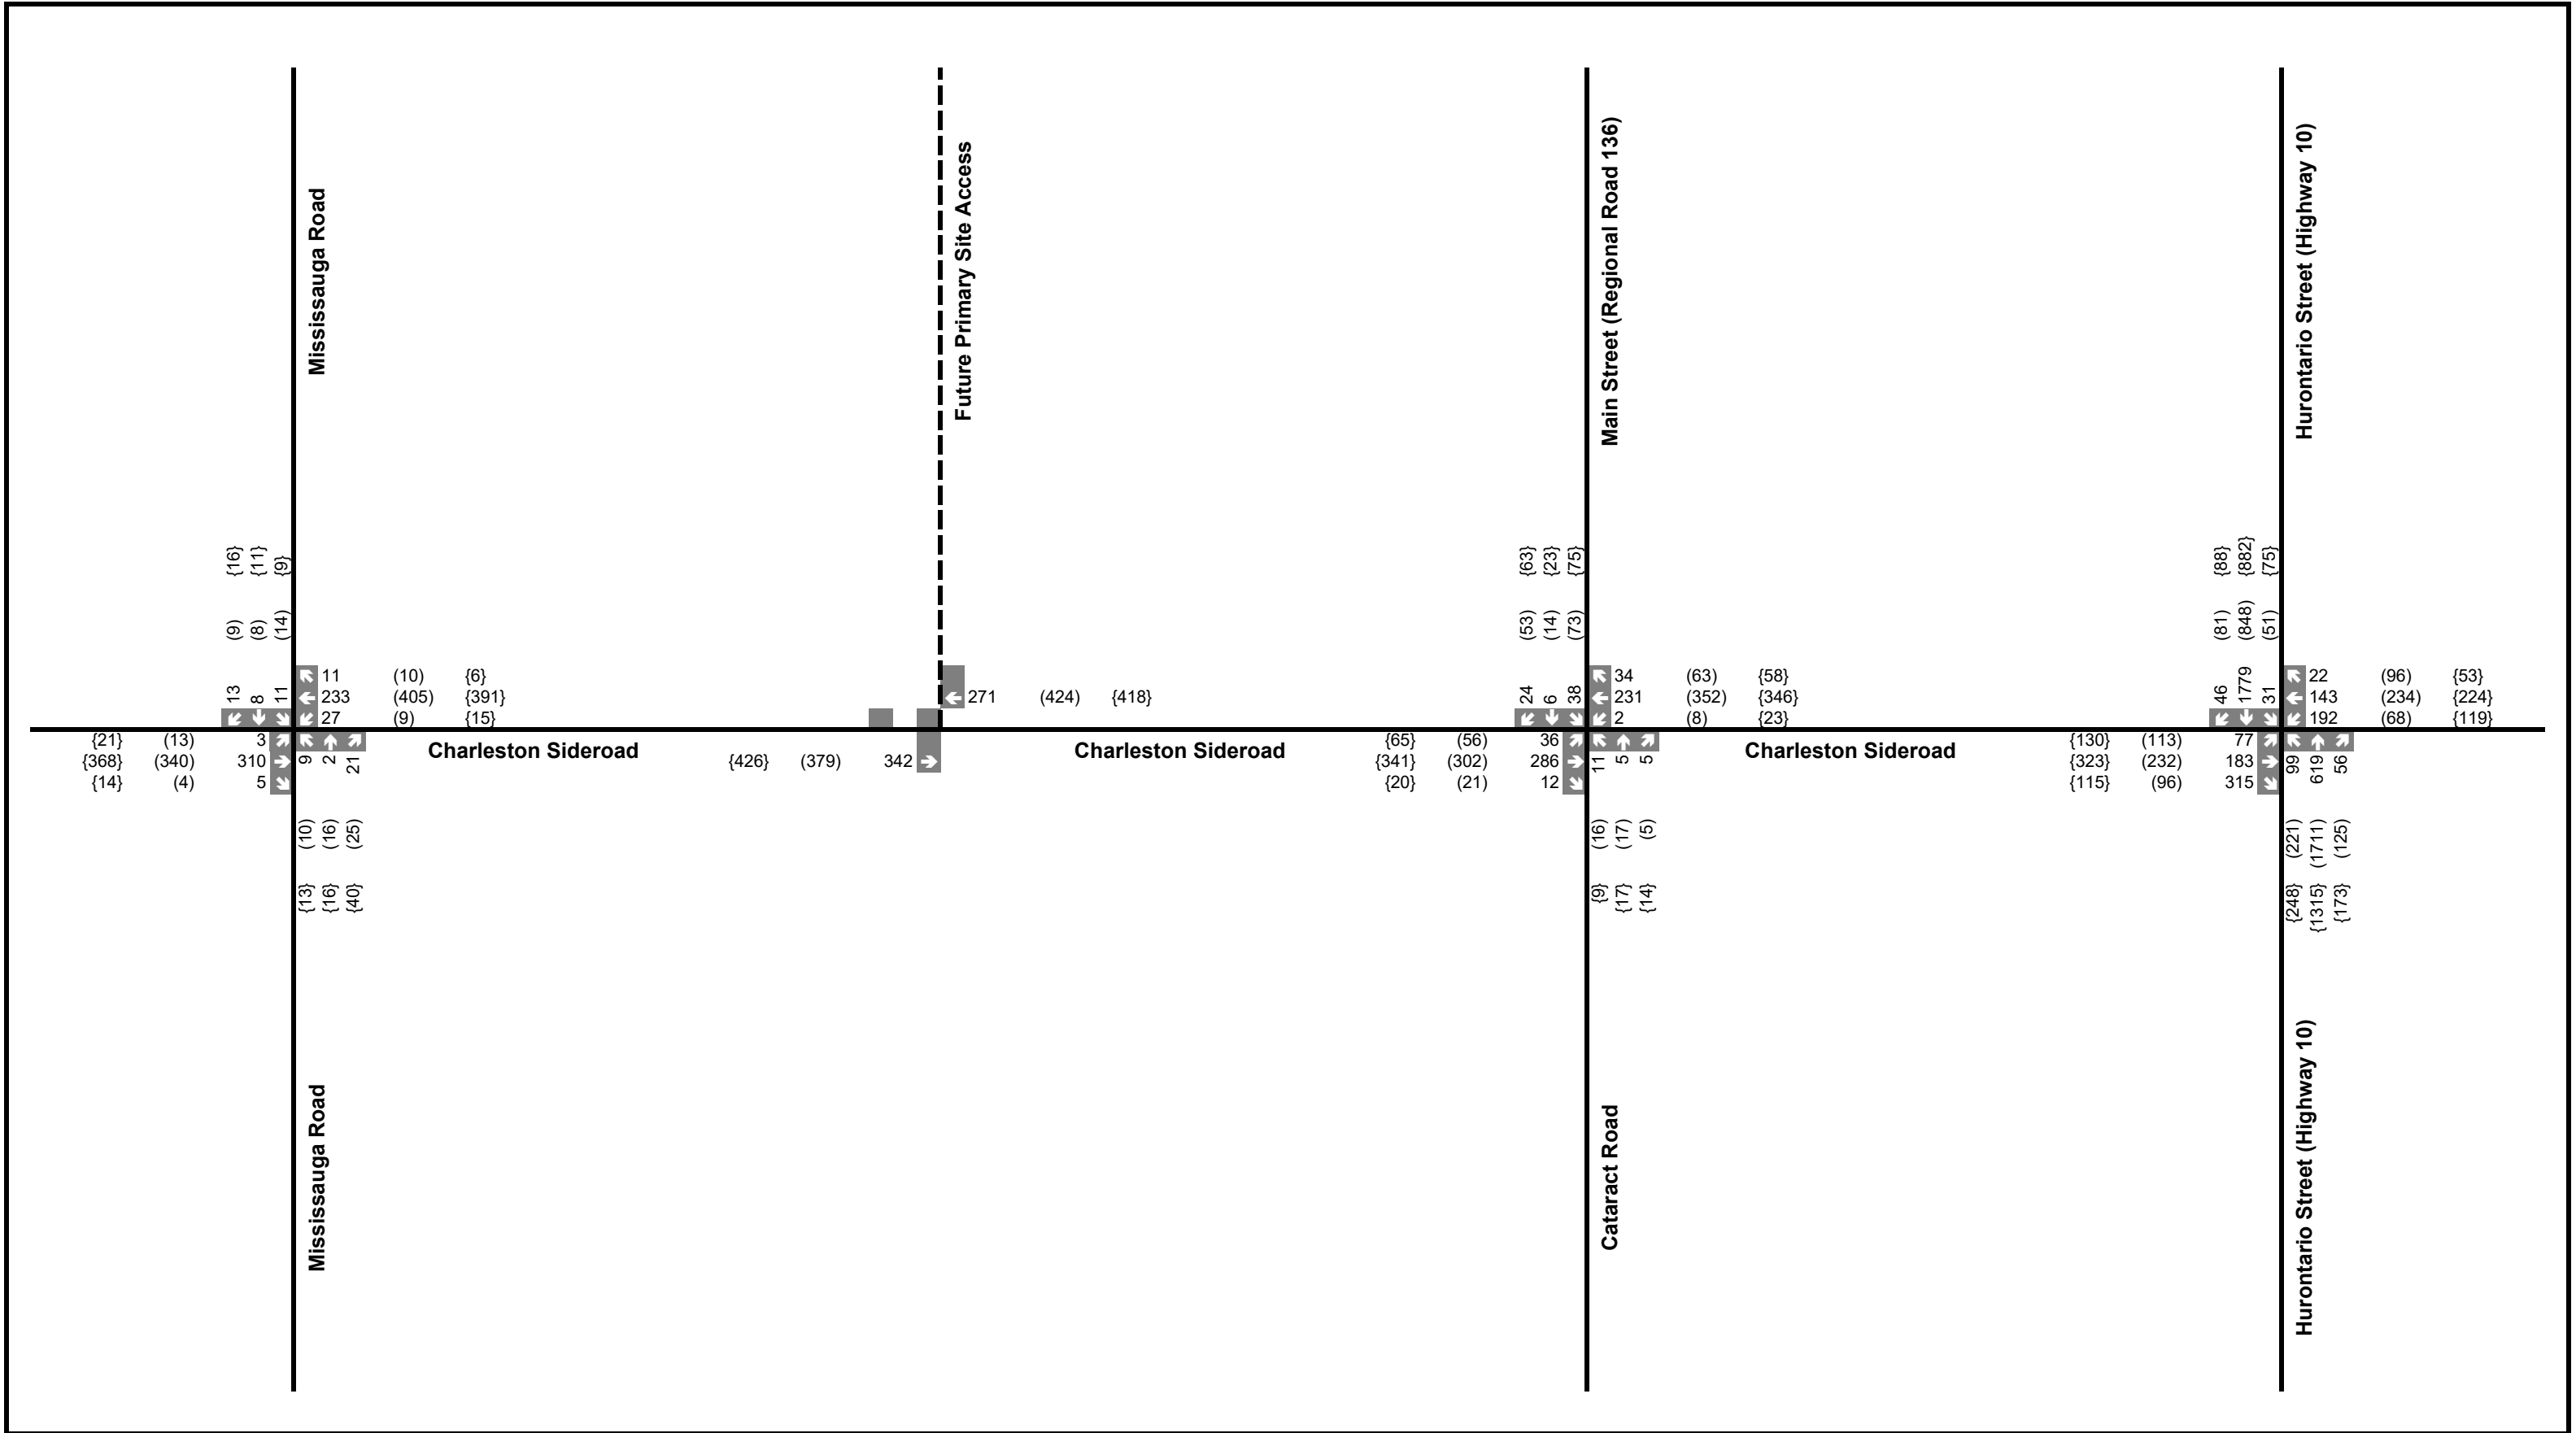 Mississauga Road
Future Primary Site Access
Main Street (Regional Road 136)
Hurontario Street (Highway 10)
{16} {11} {9}
(9) (8) (14)
13 8 11
11 (10) {6}
233 (405) {391}
27 (9) {15}
{21} (13) 3
{368} (340) 310
{14} (4) 5
9 2 21
(10) (16) (25)
{13} {16} {40}
Charleston Sideroad
271 (424) {418}
{426} (379) 342
Charleston Sideroad
{63} {23} {75}
(53) (14) (73)
24 6 38
34 (63) {58}
231 (352) {346}
2 (8) {23}
{65} (56) 36
{341} (302) 286
{20} (21) 12
11 5 5
(16) (17) (5)
{9} {17} {14}
Charleston Sideroad
{88} {882} {75}
(81) (848) (51)
46 1779 31
22 (96) {53}
143 (234) {224}
192 (68) {119}
{130} (113) 77
{323} (232) 183
{115} (96) 315
99 619 56
(221) (1711) (125)
{248} {1315} {173}
Mississauga Road
Cataract Road
Hurontario Street (Highway 10)